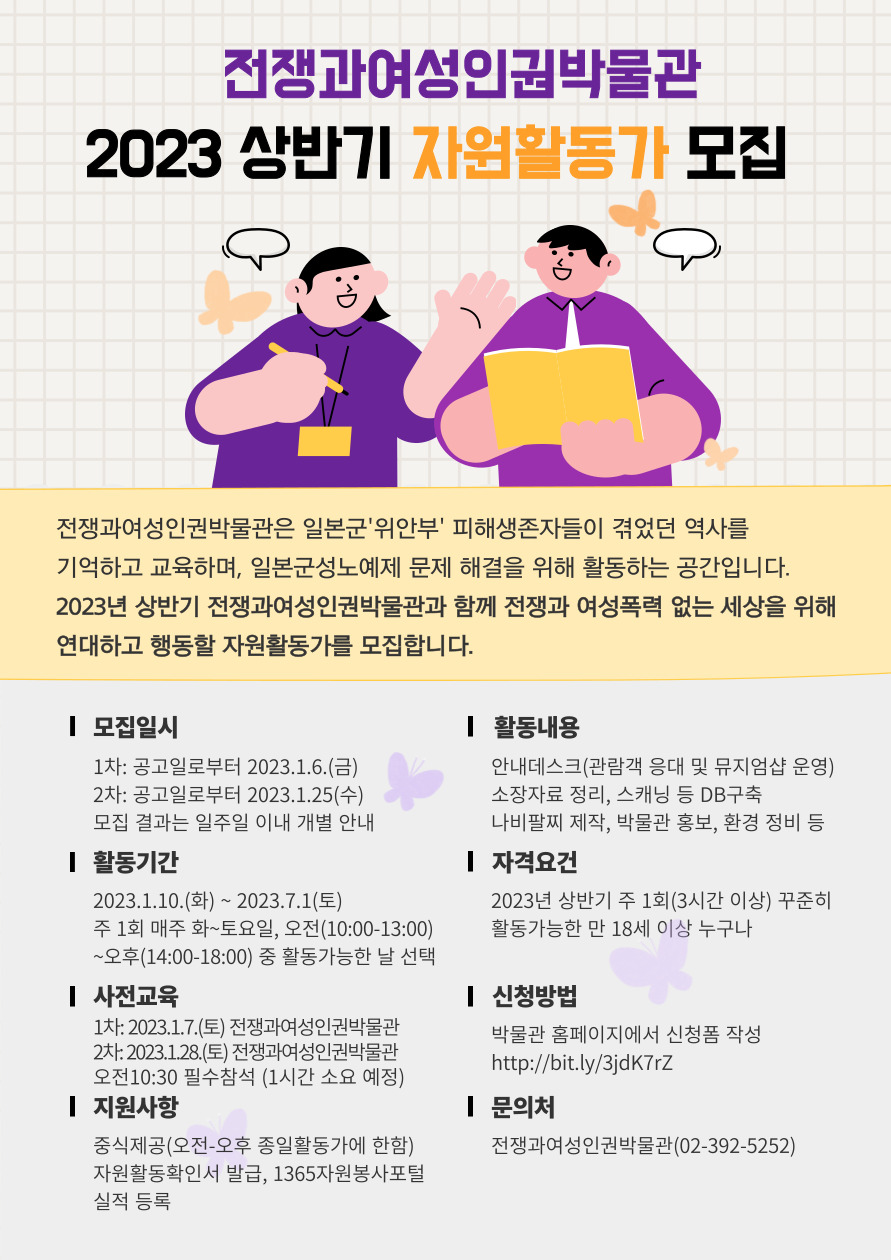 전쟁과여성인권박물관
2023 상반기 자원활동가 모집
전쟁과여성인권박물관은 일본군'위안부' 피해생존자들이 겪었던 역사를
기억하고 교육하며, 일본군성노예제 문제 해결을 위해 활동하는 공간입니다.
2023년 상반기 전쟁과여성인권박물관과 함께 전쟁과 여성폭력 없는 세상을 위해
연대하고 행동할 자원활동가를 모집합니다.
모집일시
1차: 공고일로부터 2023.1.6.(금)
2차: 공고일로부터 2023.1.25(수)
모집 결과는 일주일 이내 개별 안내
활동기간
2023.1.10.(화) ~ 2023.7.1(토)
주 1회 매주 화~토요일, 오전(10:00-13:00)
~오후(14:00-18:00) 중 활동가능한 날 선택
사전교육
1차: 2023.1.7.(토) 전쟁과여성인권박물관
2차: 2023.1.28.(토) 전쟁과여성인권박물관
오전10:30 필수참석 (1시간 소요 예정)
지원사항
중식제공(오전-오후 종일활동가에 한함)
자원활동확인서 발급, 1365자원봉사포털
실적 등록
활동내용
안내데스크(관람객 응대 및 뮤지엄샵 운영)
소장자료 정리, 스캐닝 등 DB구축
나비팔찌 제작, 박물관 홍보, 환경 정비 등
자격요건
2023년 상반기 주 1회(3시간 이상) 꾸준히
활동가능한 만 18세 이상 누구나
신청방법
박물관 홈페이지에서 신청폼 작성
http://bit.ly/3jdK7rZ
문의처
전쟁과여성인권박물관(02-392-5252)